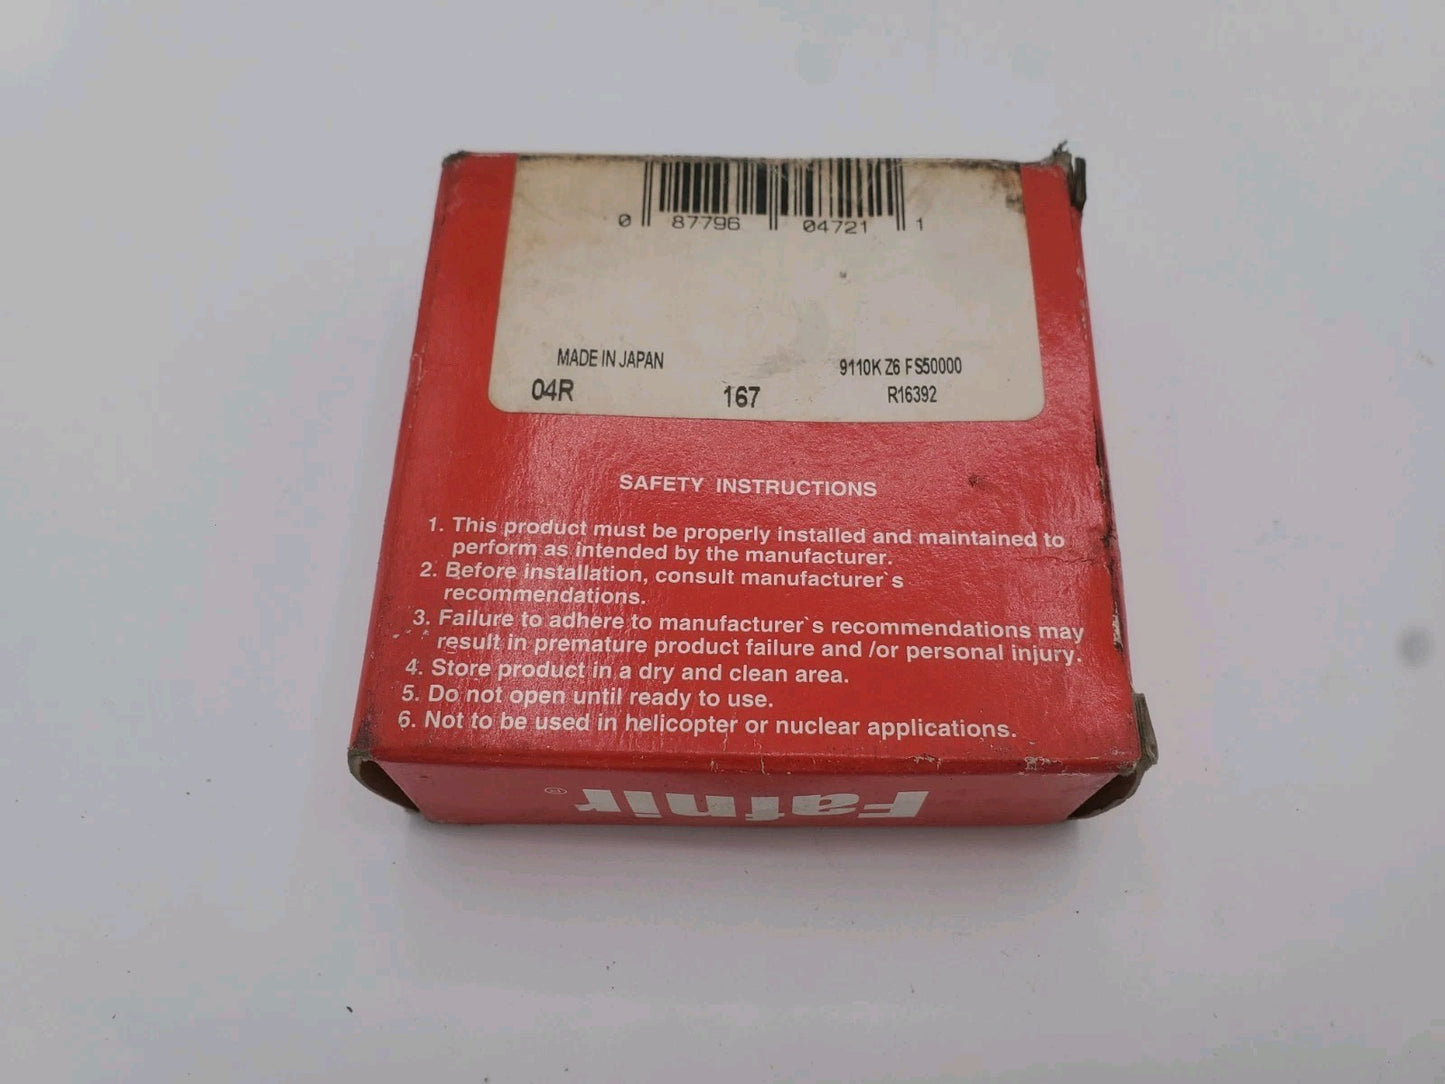 0 87796 04721 1
MADE IN JAPAN 9110K Z6 FS50000
04R 167 R16392
SAFETY INSTRUCTIONS
1. This product must be properly installed and maintained to
perform as intended by the manufacturer.
2. Before installation, consult manufacturer`s
recommendations.
3. Failure to adhere to manufacturer`s recommendations may
result in premature product failure and /or personal injury.
4. Store product in a dry and clean area.
5. Do not open until ready to use.
6. Not to be used in helicopter or nuclear applications.
Fafnir®